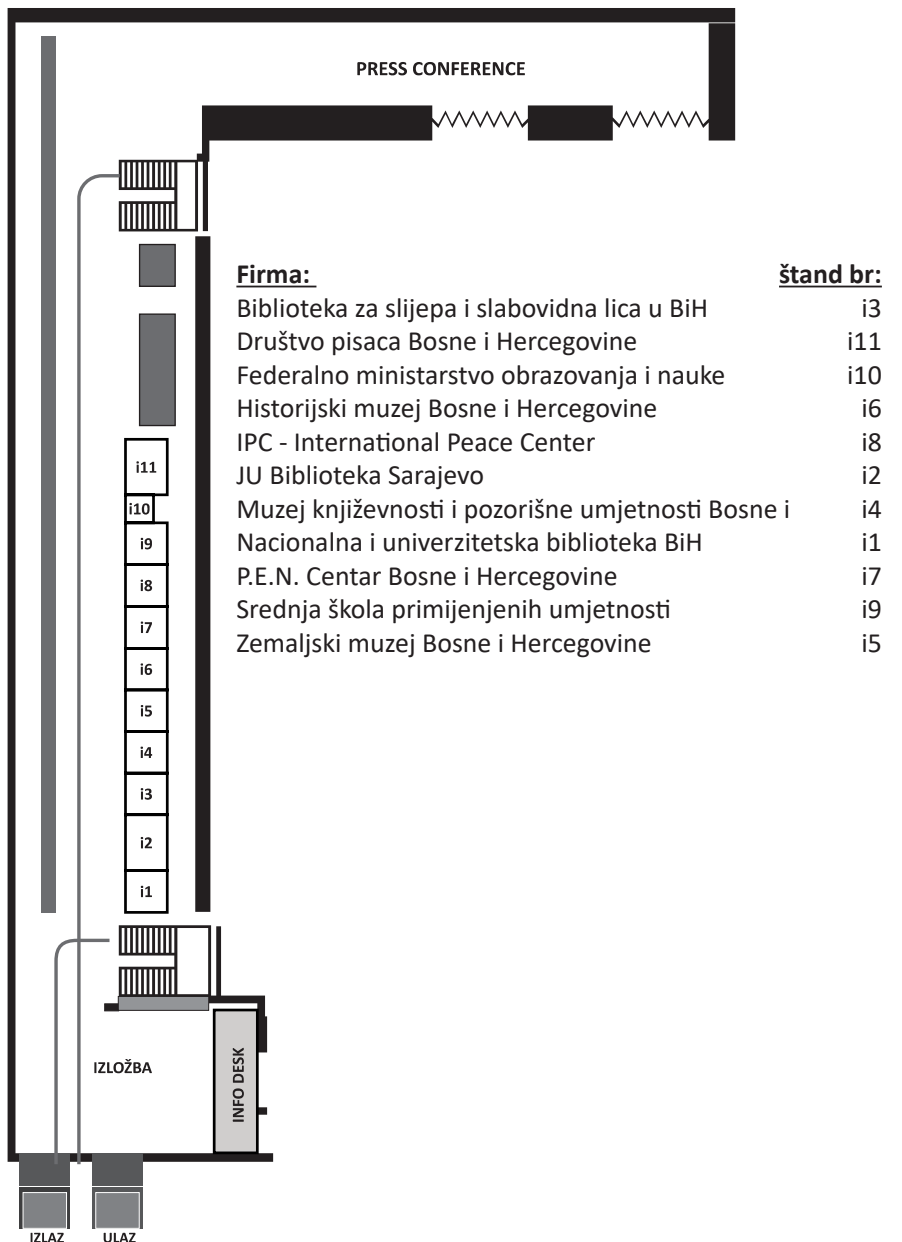 PRESS CONFERENCE
Firma: štand br:
Biblioteka za slijepa i slabovidna lica u BiH i3
Društvo pisaca Bosne i Hercegovine i11
Federalno ministarstvo obrazovanja i nauke i10
Historijski muzej Bosne i Hercegovine i6
IPC - International Peace Center i8
JU Biblioteka Sarajevo i2
Muzej književnosti i pozorišne umjetnosti Bosne i i4
Nacionalna i univerzitetska biblioteka BiH i1
P.E.N. Centar Bosne i Hercegovine i7
Srednja škola primijenjenih umjetnosti i9
Zemaljski muzej Bosne i Hercegovine i5
i11
i10
i9
i8
i7
i6
i5
i4
i3
i2
i1
IZLOŽBA
INFO DESK
IZLAZ
ULAZ